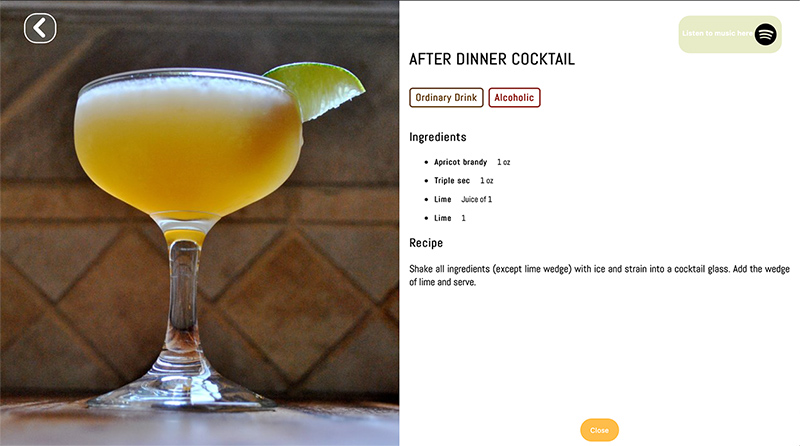 Listen to music here
AFTER DINNER COCKTAIL
Ordinary Drink
Alcoholic
Ingredients
Apricot brandy 1 oz
Triple sec 1 oz
Lime Juice of 1
Lime 1
Recipe
Shake all ingredients (except lime wedge) with ice and strain into a cocktail glass. Add the wedge
of lime and serve.
Close